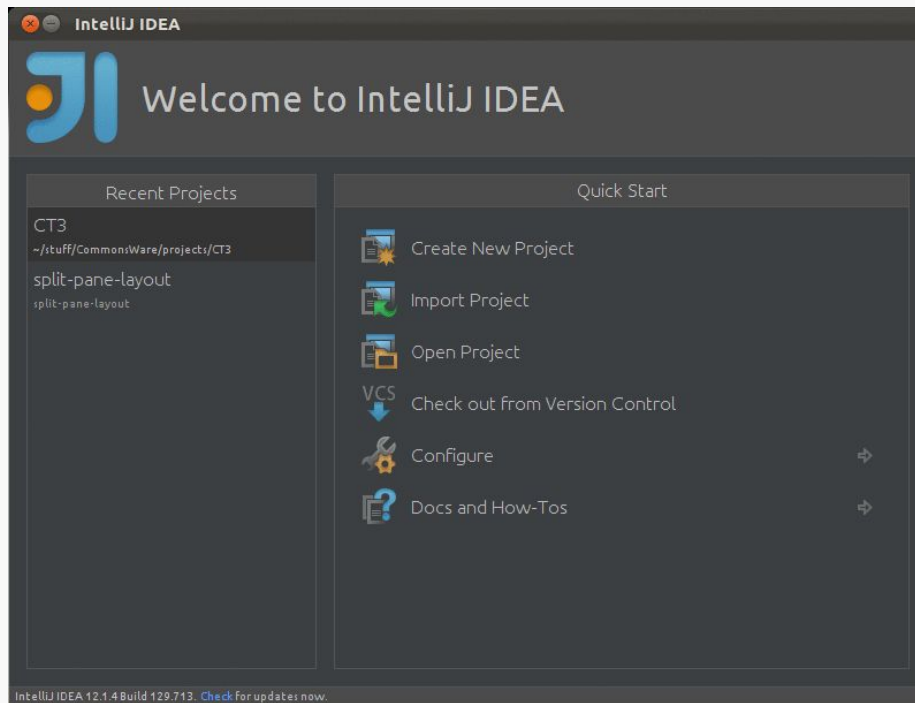 IntelliJ IDEA
Welcome to IntelliJ IDEA
Recent Projects
CT3
~/stuff/CommonsWare/projects/CT3
split-pane-layout
split-pane-layout
Quick Start
Create New Project
Import Project
Open Project
VCS
Check out from Version Control
Configure
Docs and How-Tos
IntelliJ IDEA 12.1.4 Build 129.713. Check for updates now.